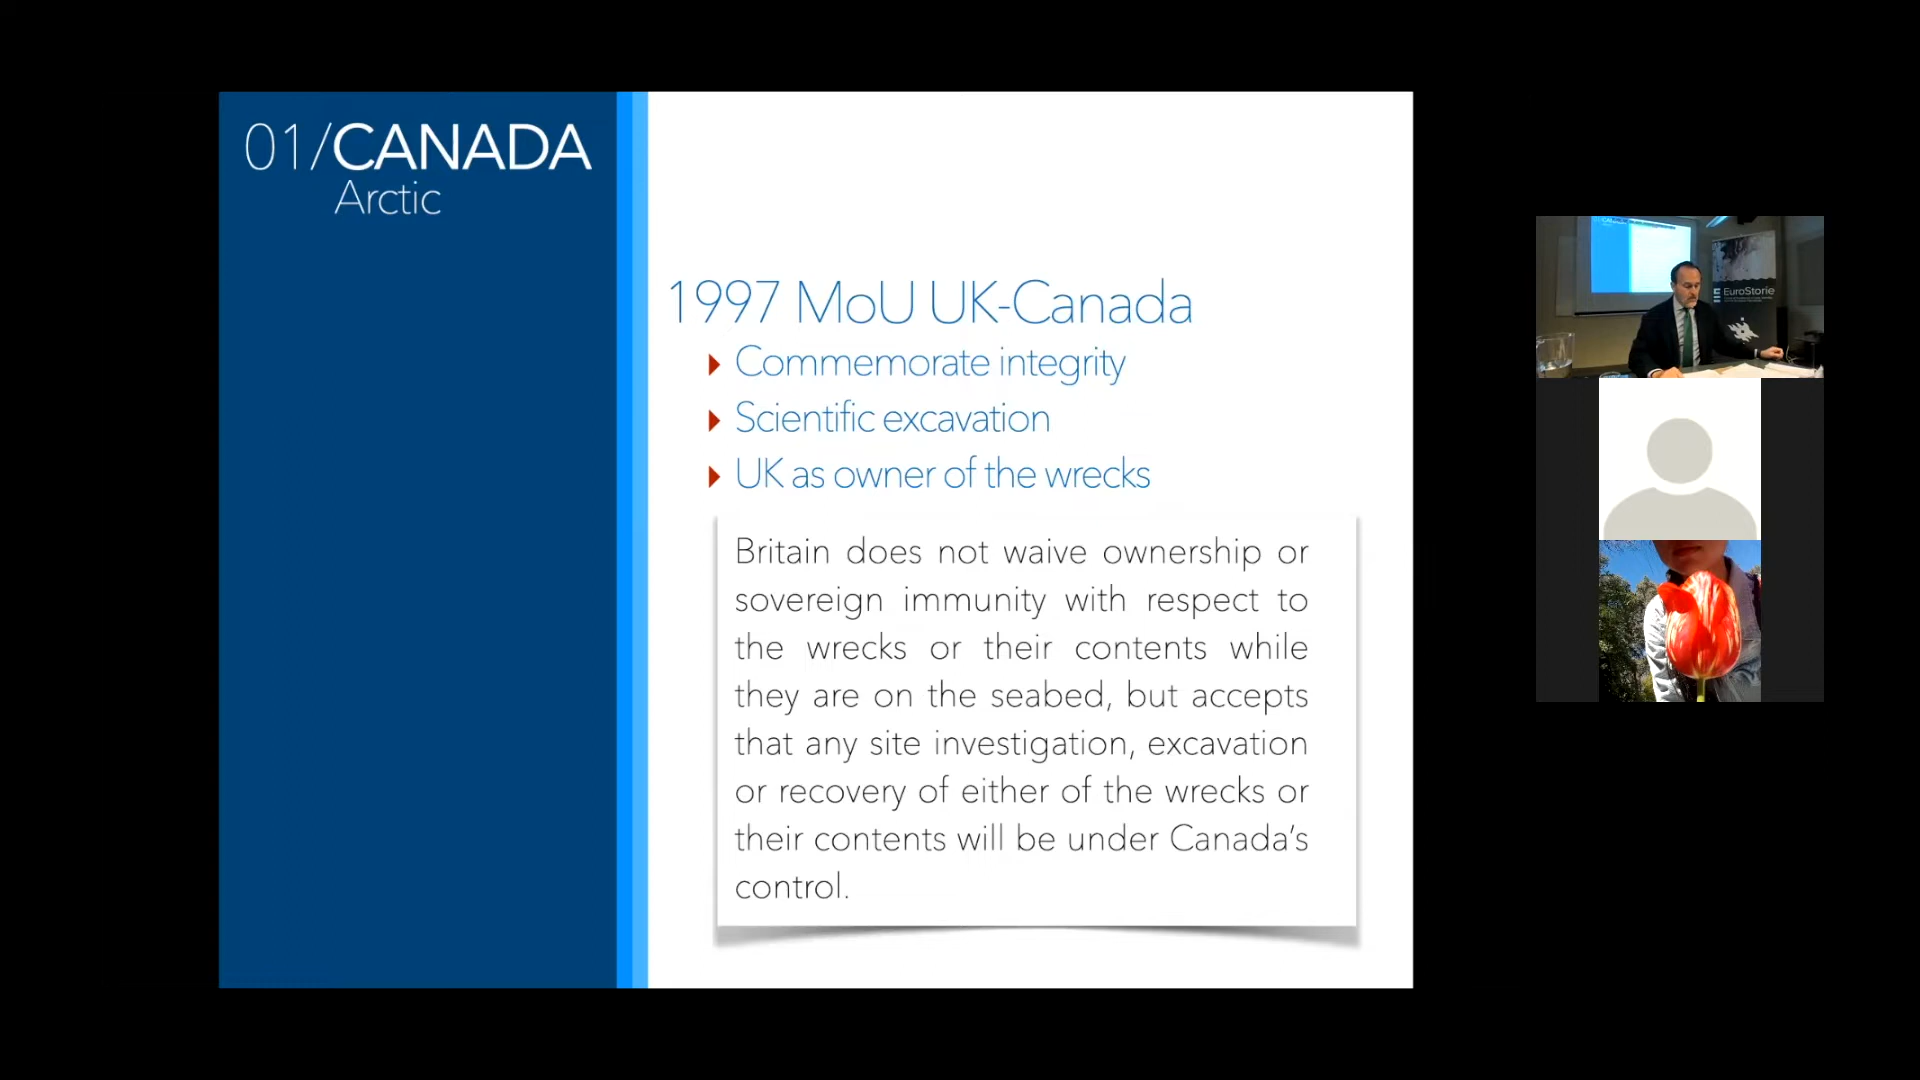 01/CANADA
Arctic
1997 MoU UK-Canada
Commemorate integrity
Scientific excavation
UK as owner of the wrecks
Britain does not waive ownership or
sovereign immunity with respect to
the wrecks or their contents while
they are on the seabed, but accepts
that any site investigation, excavation
or recovery of either of the wrecks or
their contents will be under Canada's
control.
EuroStorie